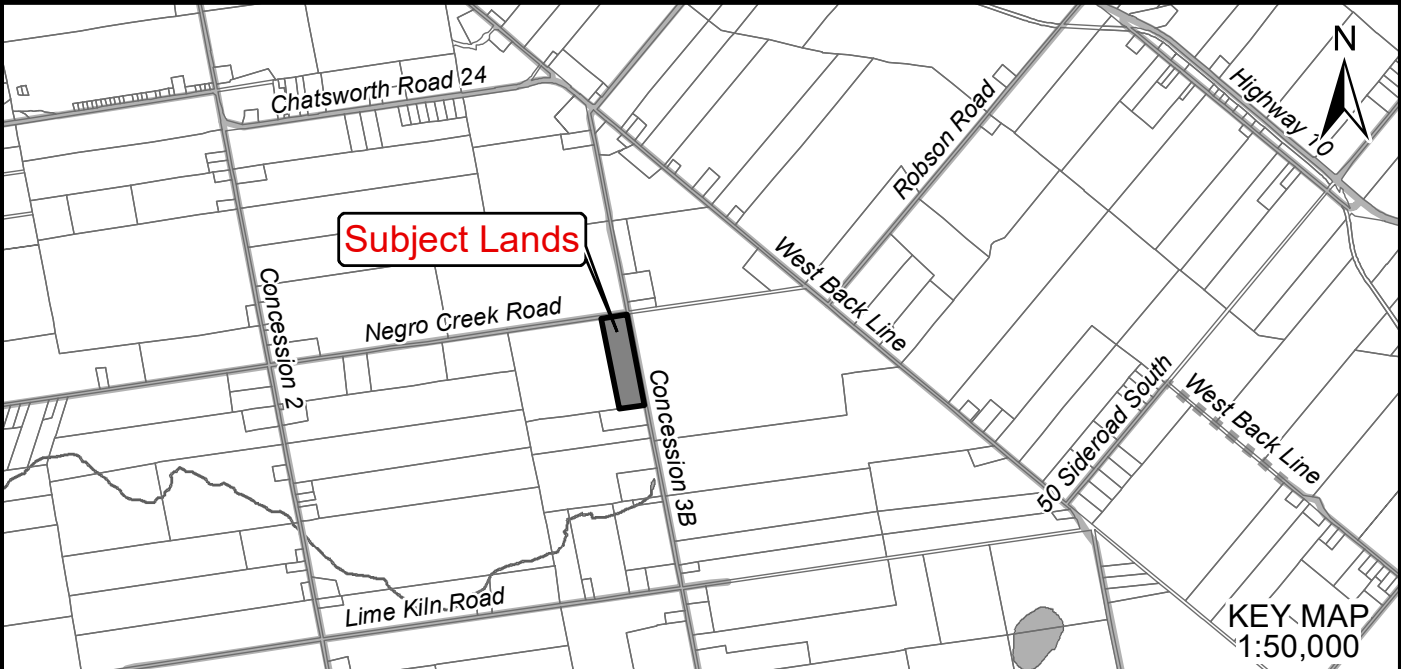 N
Chatsworth Road 24
Highway 10
Robson Road
Subject Lands
West Back Line
Negro Creek Road
Concession 2
Concession 3B
50 Sideroad South
West Back Line
Lime Kiln Road
KEY MAP
1:50,000